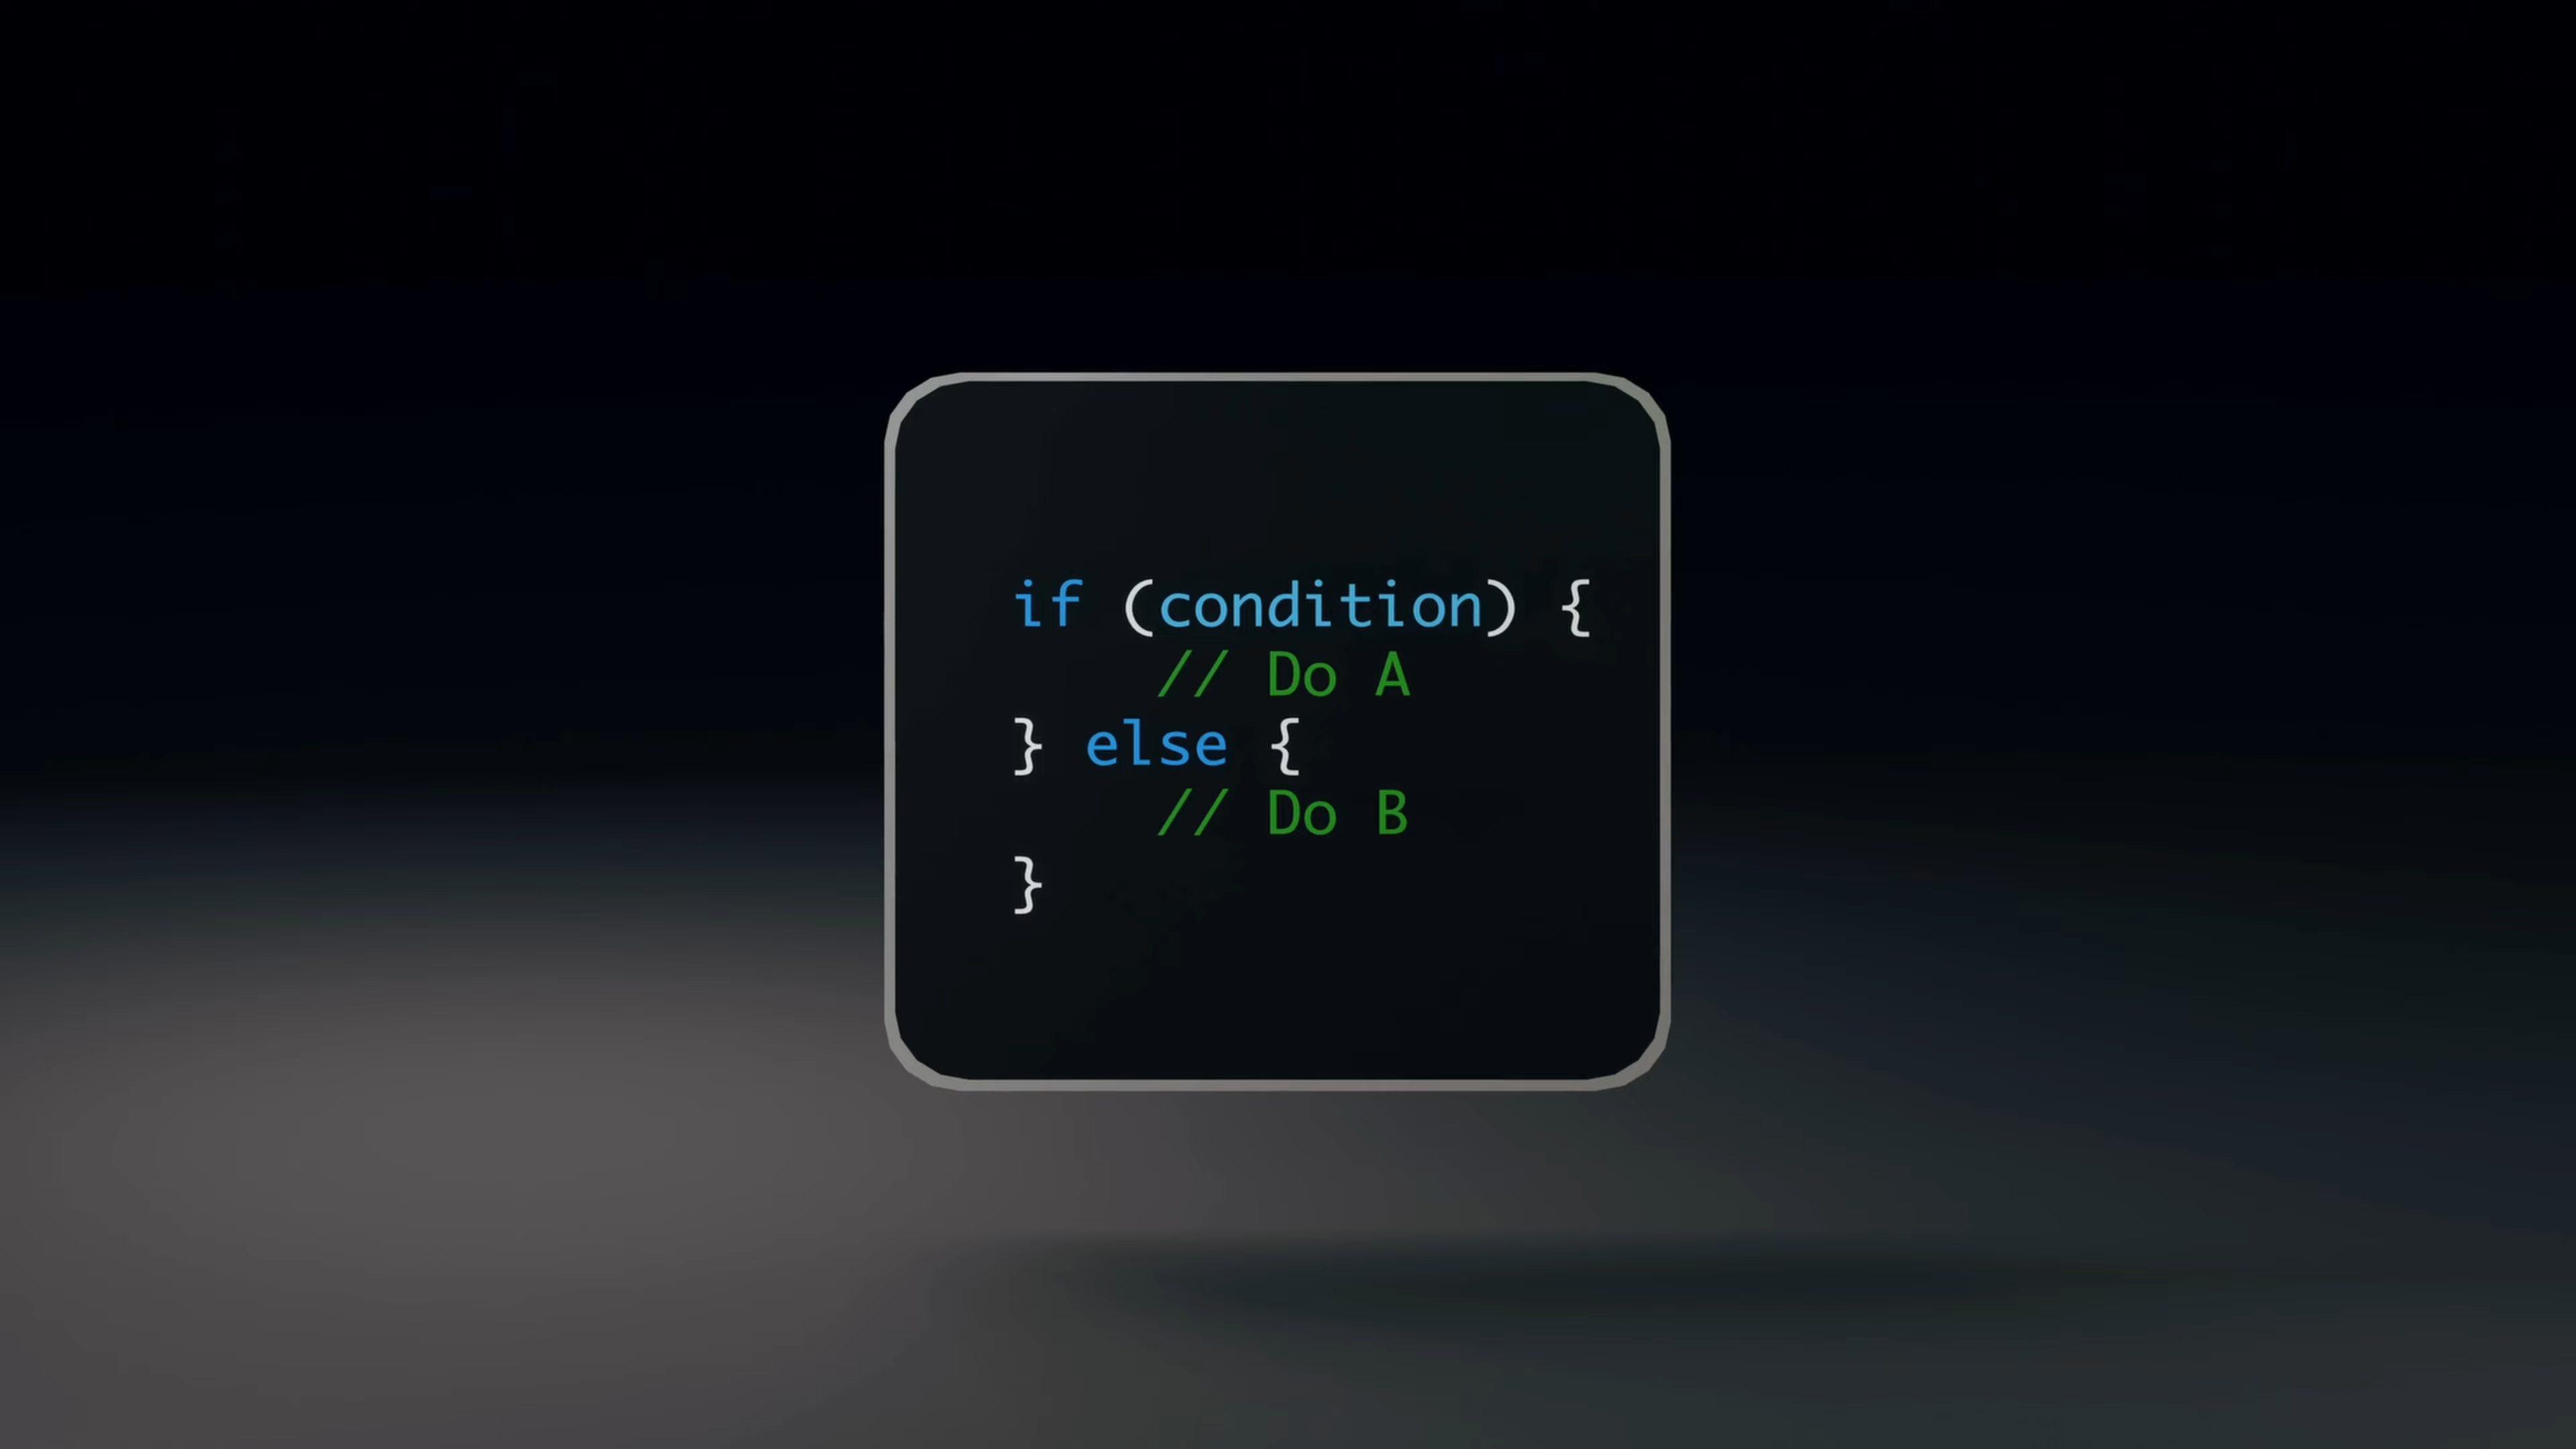 if (condition) {
    // Do A
} else {
    // Do B
}